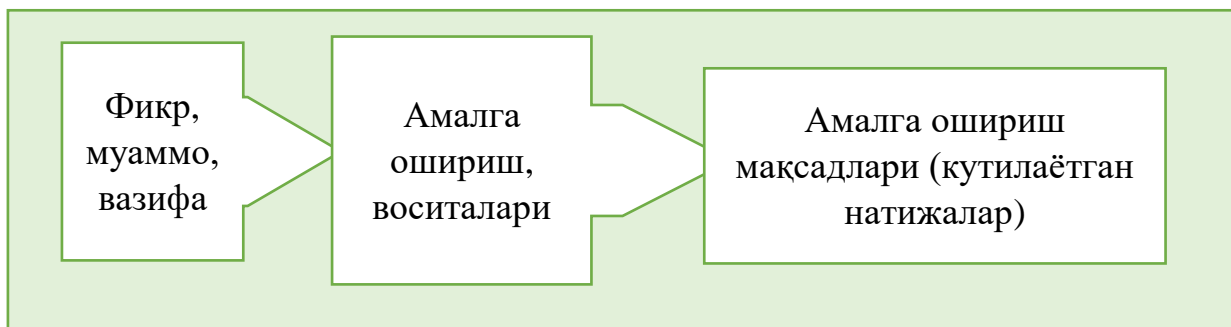 Фикр,
муаммо,
вазифа
Амалга
ошириш,
воситалари
Амалга ошириш
мақсадлари (кутилаётган
натижалар)